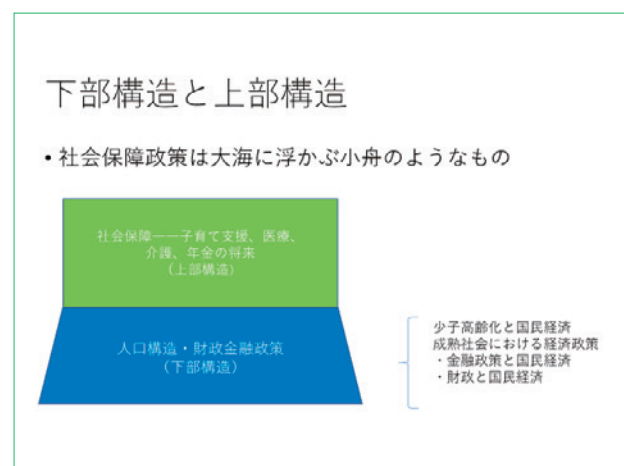 下部構造と上部構造
• 社会保障政策は大海に浮かぶ小舟のようなもの
社会保障――子育て支援、医療、
介護、年金の将来
(上部構造)
人口構造・財政金融政策
(下部構造)
少子高齢化と国民経済
成熟社会における経済政策
・金融政策と国民経済
・財政と国民経済